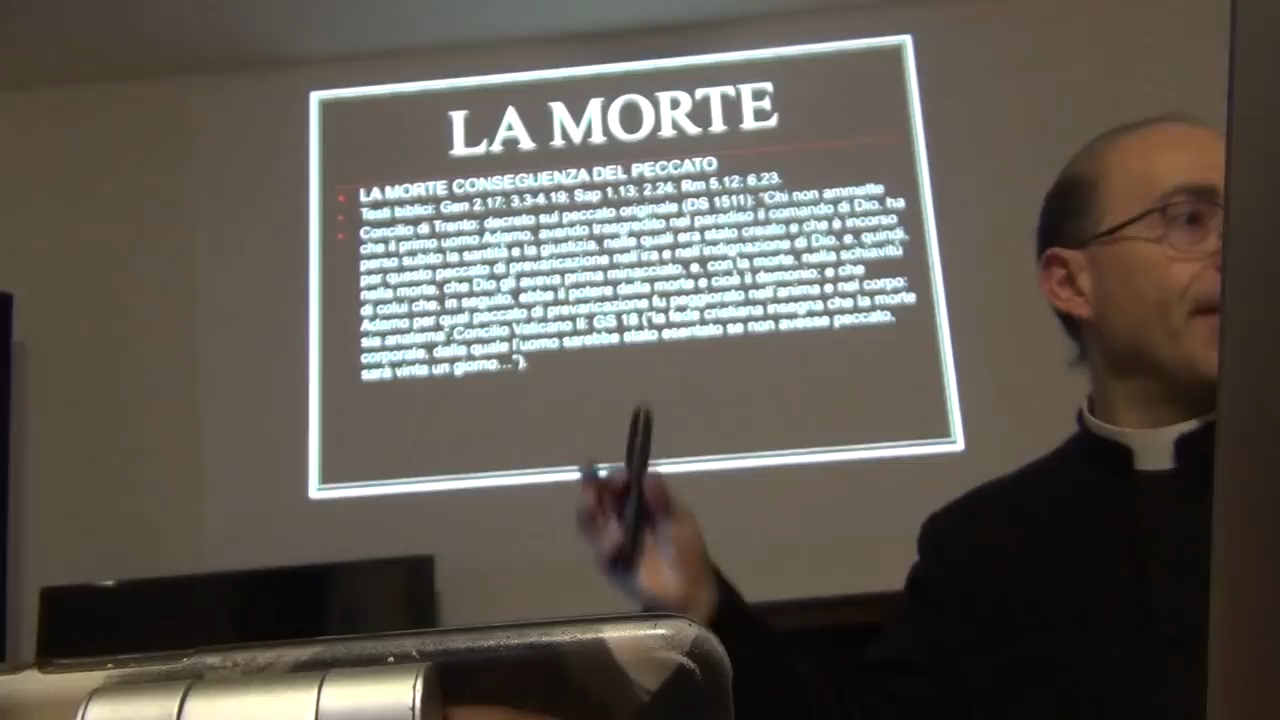 LA MORTE
LA MORTE CONSEGUENZA DEL PECCATO
Testi biblici: Gen 2,17; 3,3-4.19; Sap 1,13; 2,24; Rm 5,12; 6,23.
Concilio di Trento: decreto sul peccato originale (DS 1511): "Chi non ammette
che il primo uomo Adamo, avendo trasgredito nel paradiso il comando di Dio, ha
perso subito la santità e la giustizia, nelle quali era stato creato e che è incorso
per questo peccato di prevaricazione nell'ira e nell'indignazione di Dio, e, quindi,
nella morte, che Dio gli aveva prima minacciato, e, con la morte, nella schiavitù
di colui che, in seguito, ebbe il potere della morte e cioè il demonio; e che
Adamo per quel peccato di prevaricazione fu peggiorato nell'anima e nel corpo:
sia anatema".Concilio Vaticano II: GS 18 ("la fede cristiana insegna che la morte
corporale, dalla quale l'uomo sarebbe stato esentato se non avesse peccato,
sarà vinta un giorno...").